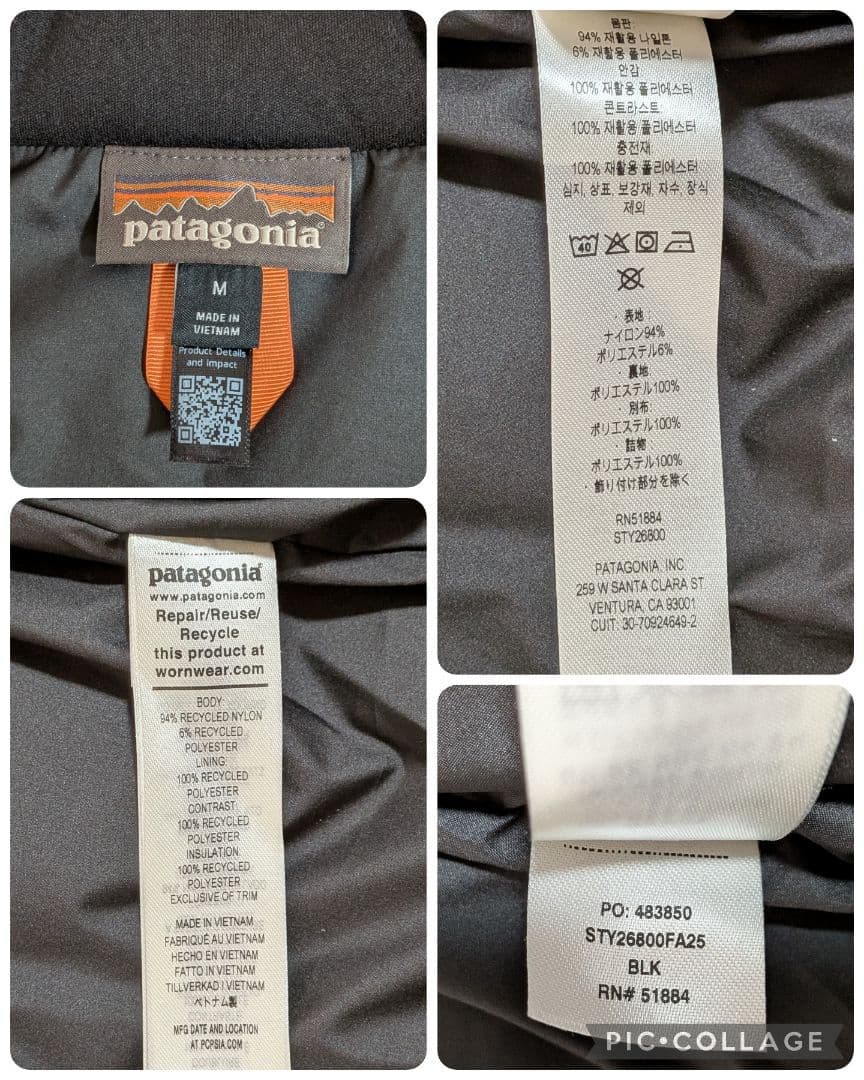 patagonia
M
MADE IN
VIETNAM
Product Details
and impact
몸판:
94% 재활용 나일론
6% 재활용 폴리에스터
안감
100% 재활용 폴리에스터
콘트라스트:
100% 재활용 폴리에스터
충전재
100% 재활용 폴리에스터
심지, 상표, 보강재, 자수, 장식
제외
40
· 表地 :
ナイロン94%
ポリエステル6%
· 裏地
ポリエステル100%
· 別布
ポリエステル100%
· 詰物
ポリエステル100%
· 飾り付け部分を除く
RN51884
STY26800
PATAGONIA, INC
259 W SANTA CLARA ST
VENTURA, CA 93001
CUIT: 30-70924649-2
patagonia
www.patagonia.com
Repair/Reuse/
Recycle
this product at
wornwear.com
BODY:
94% RECYCLED NYLON
6% RECYCLED
POLYESTER
LINING:
100% RECYCLED
POLYESTER
CONTRAST:
100% RECYCLED
POLYESTER
INSULATION:
100% RECYCLED
POLYESTER
EXCLUSIVE OF TRIM
MADE IN VIETNAM
FABRIQUÉ AU VIETNAM
HECHO EN VIETNAM
FATTO IN VIETNAM
TILLVERKAD I VIETNAM
ベトナム製
MFG DATE AND LOCATION
AT PCPSIA.COM
PO: 483850
STY26800FA25
BLK
RN# 51884
PIC•COLLAGE